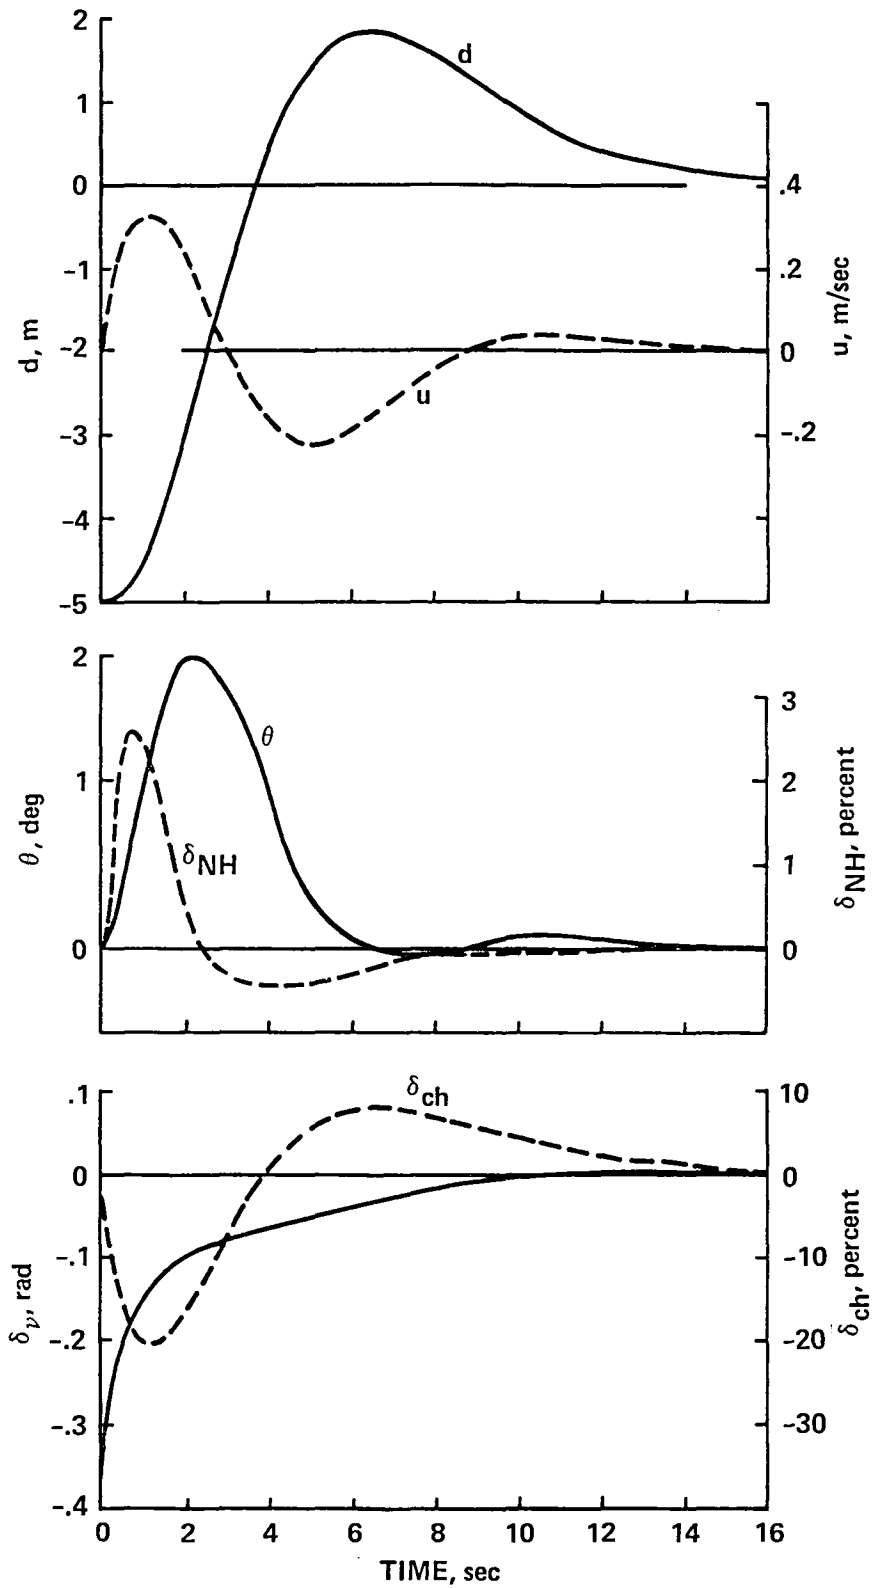 2
d
1
0
.4
-1
.2
u, m/sec
d, m
-2
0
u
-3
-.2
-4
-5
2
3
θ
1
2
θ, deg
δNH
δNH, percent
1
0
0
.1
δch
10
0
0
-.1
-10
δν, rad
δch, percent
-.2
-20
-.3
-30
-.4
0 2 4 6 8 10 12 14 16
TIME, sec